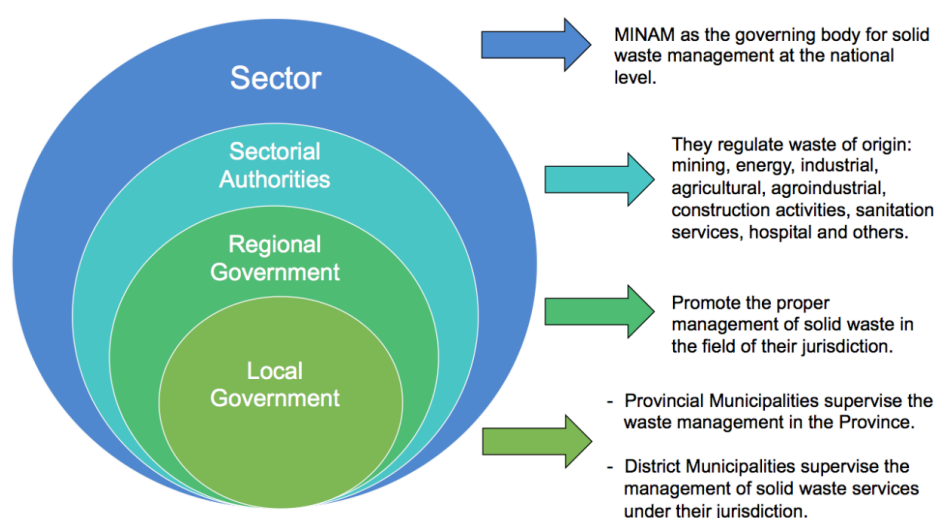 Sector
MINAM as the governing body for solid
waste management at the national
level.
Sectorial
Authorities
They regulate waste of origin:
mining, energy, industrial,
agricultural, agroindustrial,
construction activities, sanitation
services, hospital and others.
Regional
Government
Promote the proper
management of solid waste in
the field of their jurisdiction.
Local
Government
- Provincial Municipalities supervise the
waste management in the Province.
- District Municipalities supervise the
management of solid waste services
under their jurisdiction.